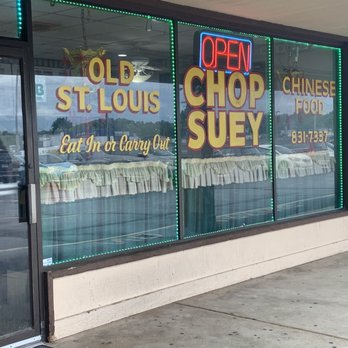 OLD
ST. LOUIS
Eat In or Carry Out
OPEN
CHOP
SUEY
CHINESE
FOOD
831-7337